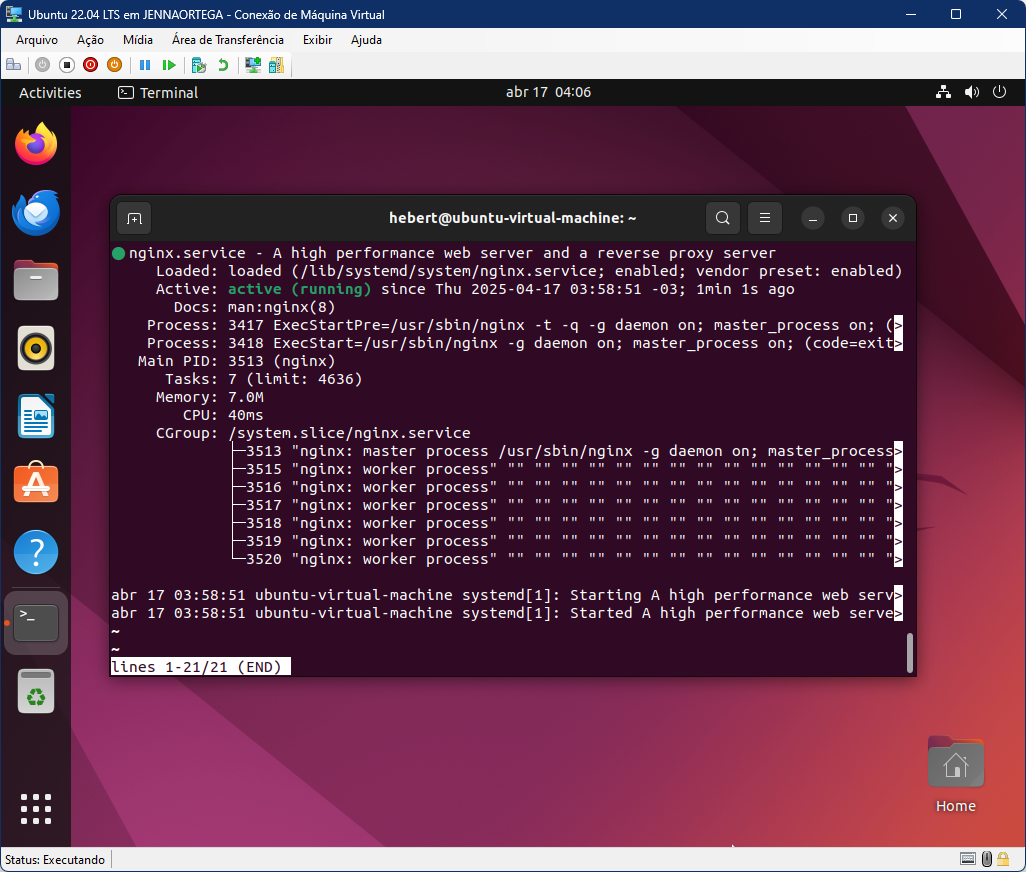 Ubuntu 22.04 LTS em JENNAORTEGA - Conexão de Máquina Virtual
Arquivo Ação Mídia Área de Transferência Exibir Ajuda
Activities Terminal abr 17 04:06
hebert@ubuntu-virtual-machine: ~
nginx.service - A high performance web server and a reverse proxy server
Loaded: loaded (/lib/systemd/system/nginx.service; enabled; vendor preset: enabled)
Active: active (running) since Thu 2025-04-17 03:58:51 -03; 1min 1s ago
Docs: man:nginx(8)
Process: 3417 ExecStartPre=/usr/sbin/nginx -t -q -g daemon on; master_process on; (>
Process: 3418 ExecStart=/usr/sbin/nginx -g daemon on; master_process on; (code=exit>
Main PID: 3513 (nginx)
Tasks: 7 (limit: 4636)
Memory: 7.0M
CPU: 40ms
CGroup: /system.slice/nginx.service
├─3513 "nginx: master process /usr/sbin/nginx -g daemon on; master_process>
├─3515 "nginx: worker process" "" "" "" "" "" "" "" "" "" "" "" "" "" "" ">
├─3516 "nginx: worker process" "" "" "" "" "" "" "" "" "" "" "" "" "" "" ">
├─3517 "nginx: worker process" "" "" "" "" "" "" "" "" "" "" "" "" "" "" ">
├─3518 "nginx: worker process" "" "" "" "" "" "" "" "" "" "" "" "" "" "" ">
├─3519 "nginx: worker process" "" "" "" "" "" "" "" "" "" "" "" "" "" "" ">
└─3520 "nginx: worker process" "" "" "" "" "" "" "" "" "" "" "" "" "" "" ">
abr 17 03:58:51 ubuntu-virtual-machine systemd[1]: Starting A high performance web serv>
abr 17 03:58:51 ubuntu-virtual-machine systemd[1]: Started A high performance web serve>
~
~
lines 1-21/21 (END)
Home
Status: Executando